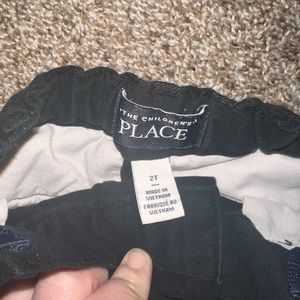 THE CHILDREN'S
PLACE
2T
MADE IN
VIETNAM
FABRIQUÉ AU
VIETNAM